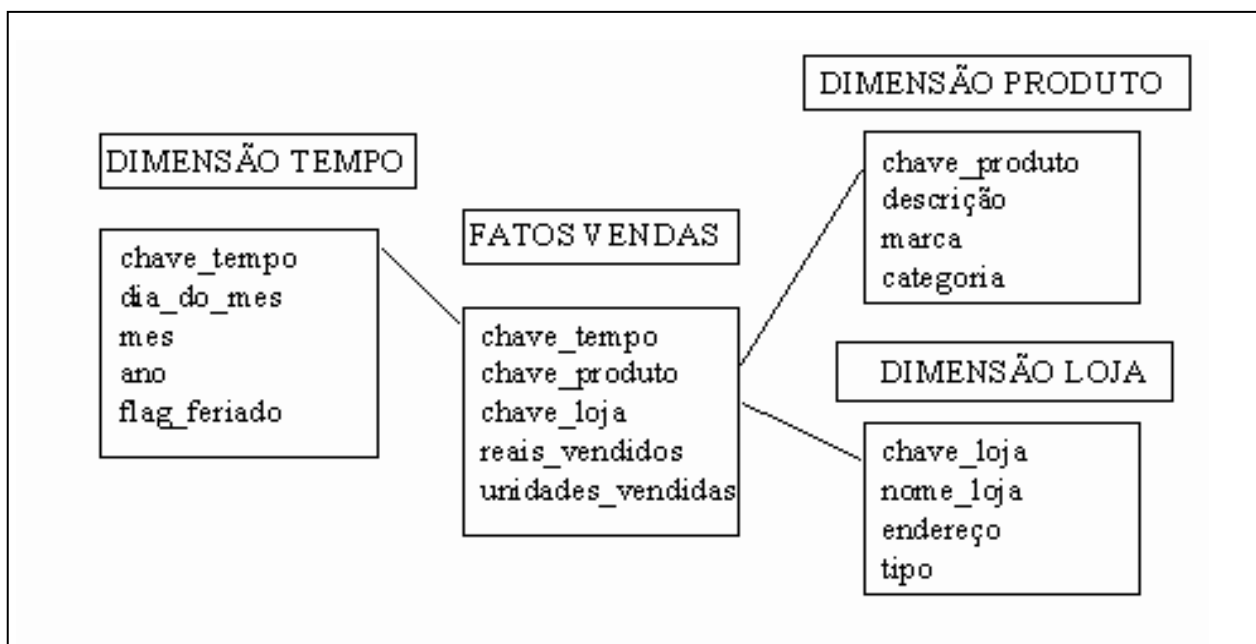 DIMENSÃO TEMPO
chave_tempo
dia_do_mes
mes
ano
flag_feriado
FATOS VENDAS
chave_tempo
chave_produto
chave_loja
reais_vendidos
unidades_vendidas
DIMENSÃO PRODUTO
chave_produto
descrição
marca
categoria
DIMENSÃO LOJA
chave_loja
nome_loja
endereço
tipo